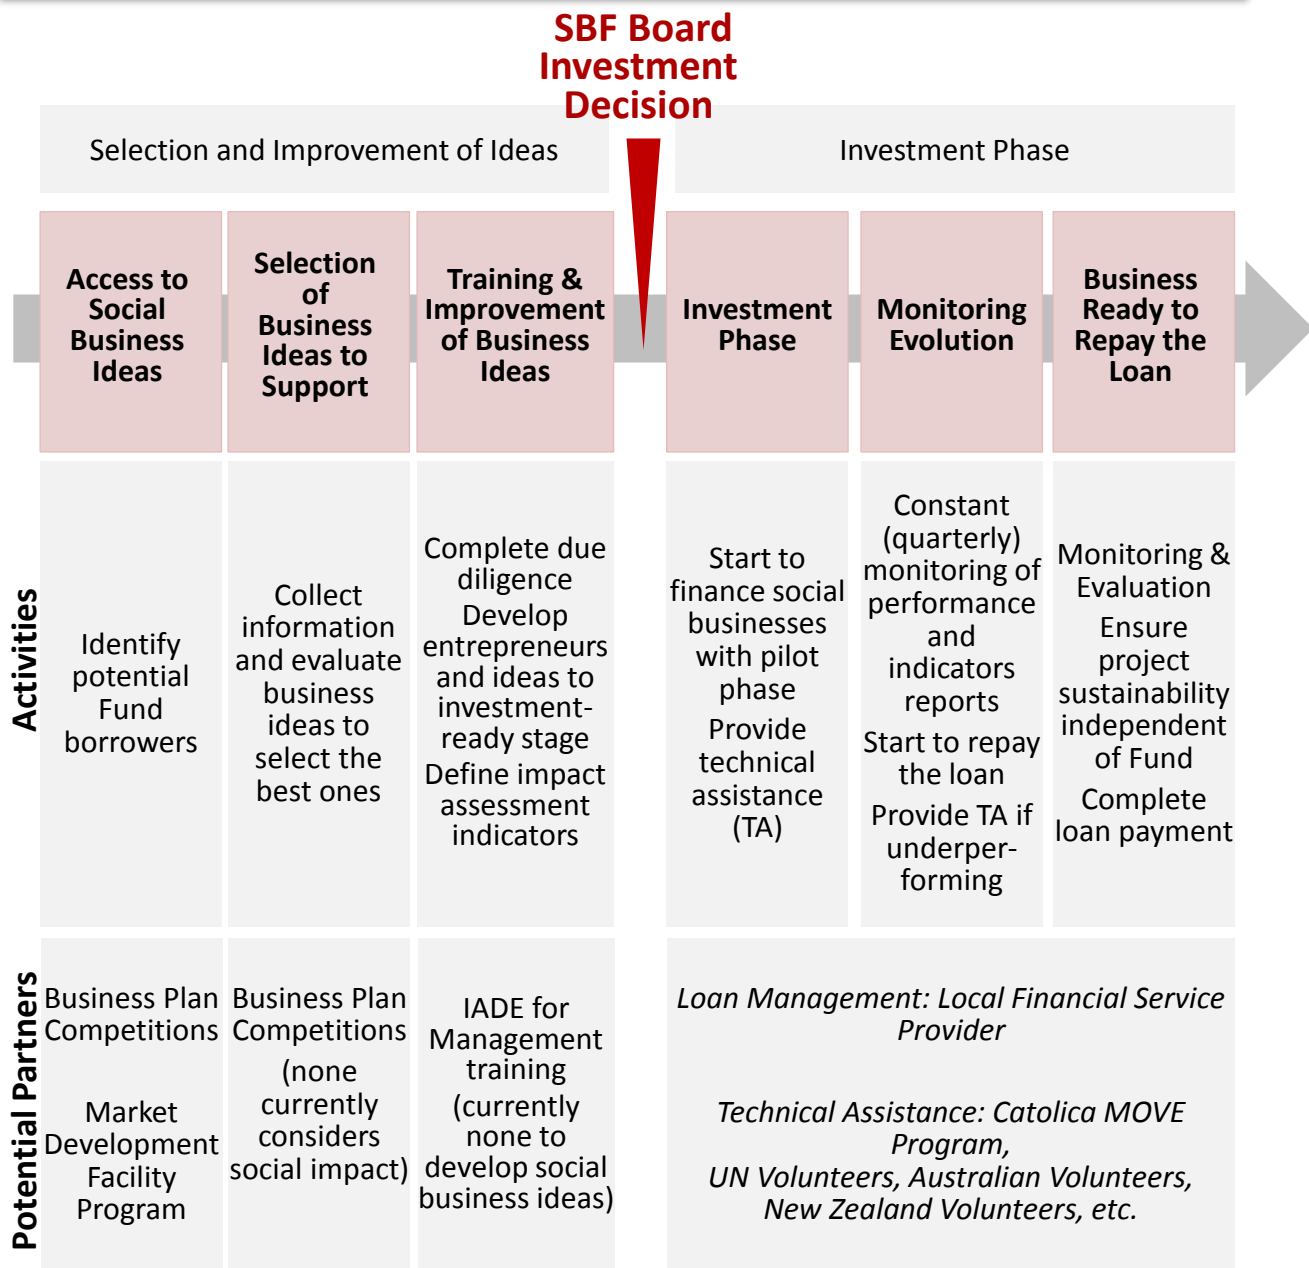 SBF Board
Investment
Decision
Selection and Improvement of Ideas
Investment Phase
Access to
Social
Business
Ideas
Selection
of
Business
Ideas to
Support
Training &
Improvement
of Business
Ideas
Investment
Phase
Monitoring
Evolution
Business
Ready to
Repay the
Loan
Activities
Identify
potential
Fund
borrowers
Collect
information
and evaluate
business
ideas to
select the
best ones
Complete due
diligence
Develop
entrepreneurs
and ideas to
investment-
ready stage
Define impact
assessment
indicators
Start to
finance social
businesses
with pilot
phase
Provide
technical
assistance
(TA)
Constant
(quarterly)
monitoring of
performance
and
indicators
reports
Start to repay
the loan
Provide TA if
underper-
forming
Monitoring &
Evaluation
Ensure
project
sustainability
independent
of Fund
Complete
loan payment
Potential Partners
Business Plan
Competitions
Market
Development
Facility
Program
Business Plan
Competitions
(none
currently
considers
social impact)
IADE for
Management
training
(currently
none to
develop social
business ideas)
Loan Management: Local Financial Service
Provider
Technical Assistance: Catolica MOVE
Program,
UN Volunteers, Australian Volunteers,
New Zealand Volunteers, etc.